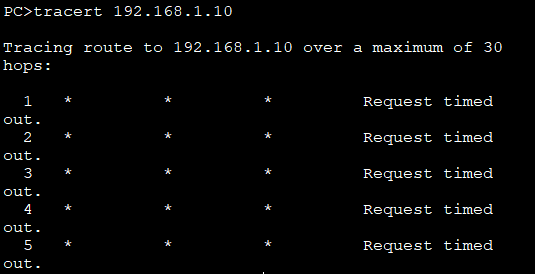 PC>tracert 192.168.1.10
Tracing route to 192.168.1.10 over a maximum of 30
hops:
1 * * * Request timed
out.
2 * * * Request timed
out.
3 * * * Request timed
out.
4 * * * Request timed
out.
5 * * * Request timed
out.